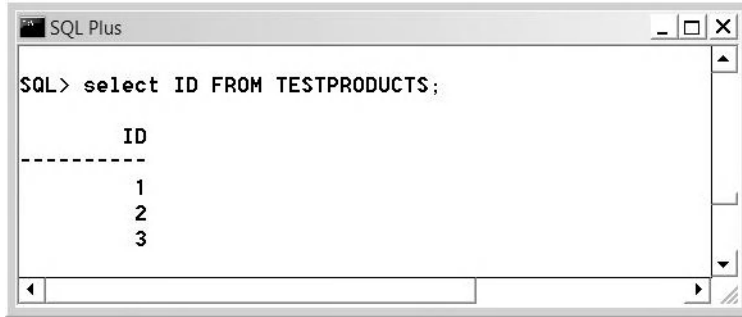 SQL Plus
SQL> select ID FROM TESTPRODUCTS;
ID
----------
1
2
3